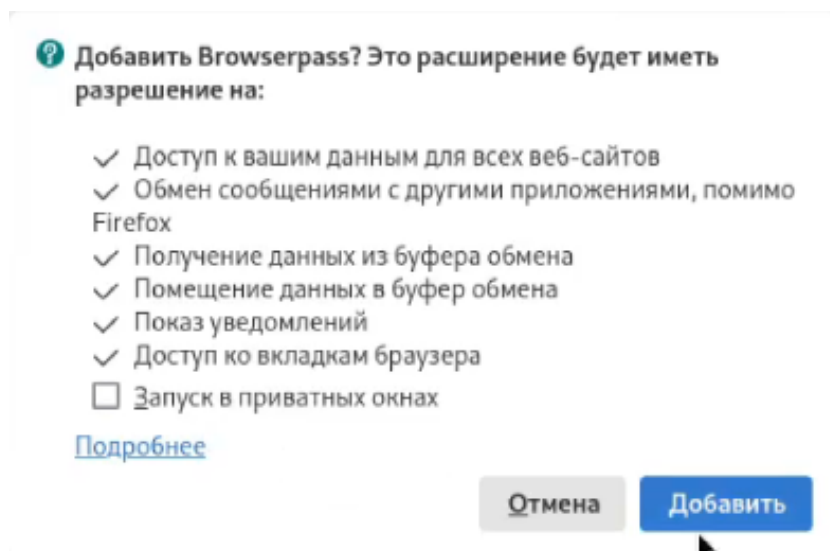 Добавить Browserpass? Это расширение будет иметь
разрешение на:
Доступ к вашим данным для всех веб-сайтов
Обмен сообщениями с другими приложениями, помимо
Firefox
Получение данных из буфера обмена
Помещение данных в буфер обмена
Показ уведомлений
Доступ ко вкладкам браузера
Запуск в приватных окнах
Подробнее
Отмена
Добавить